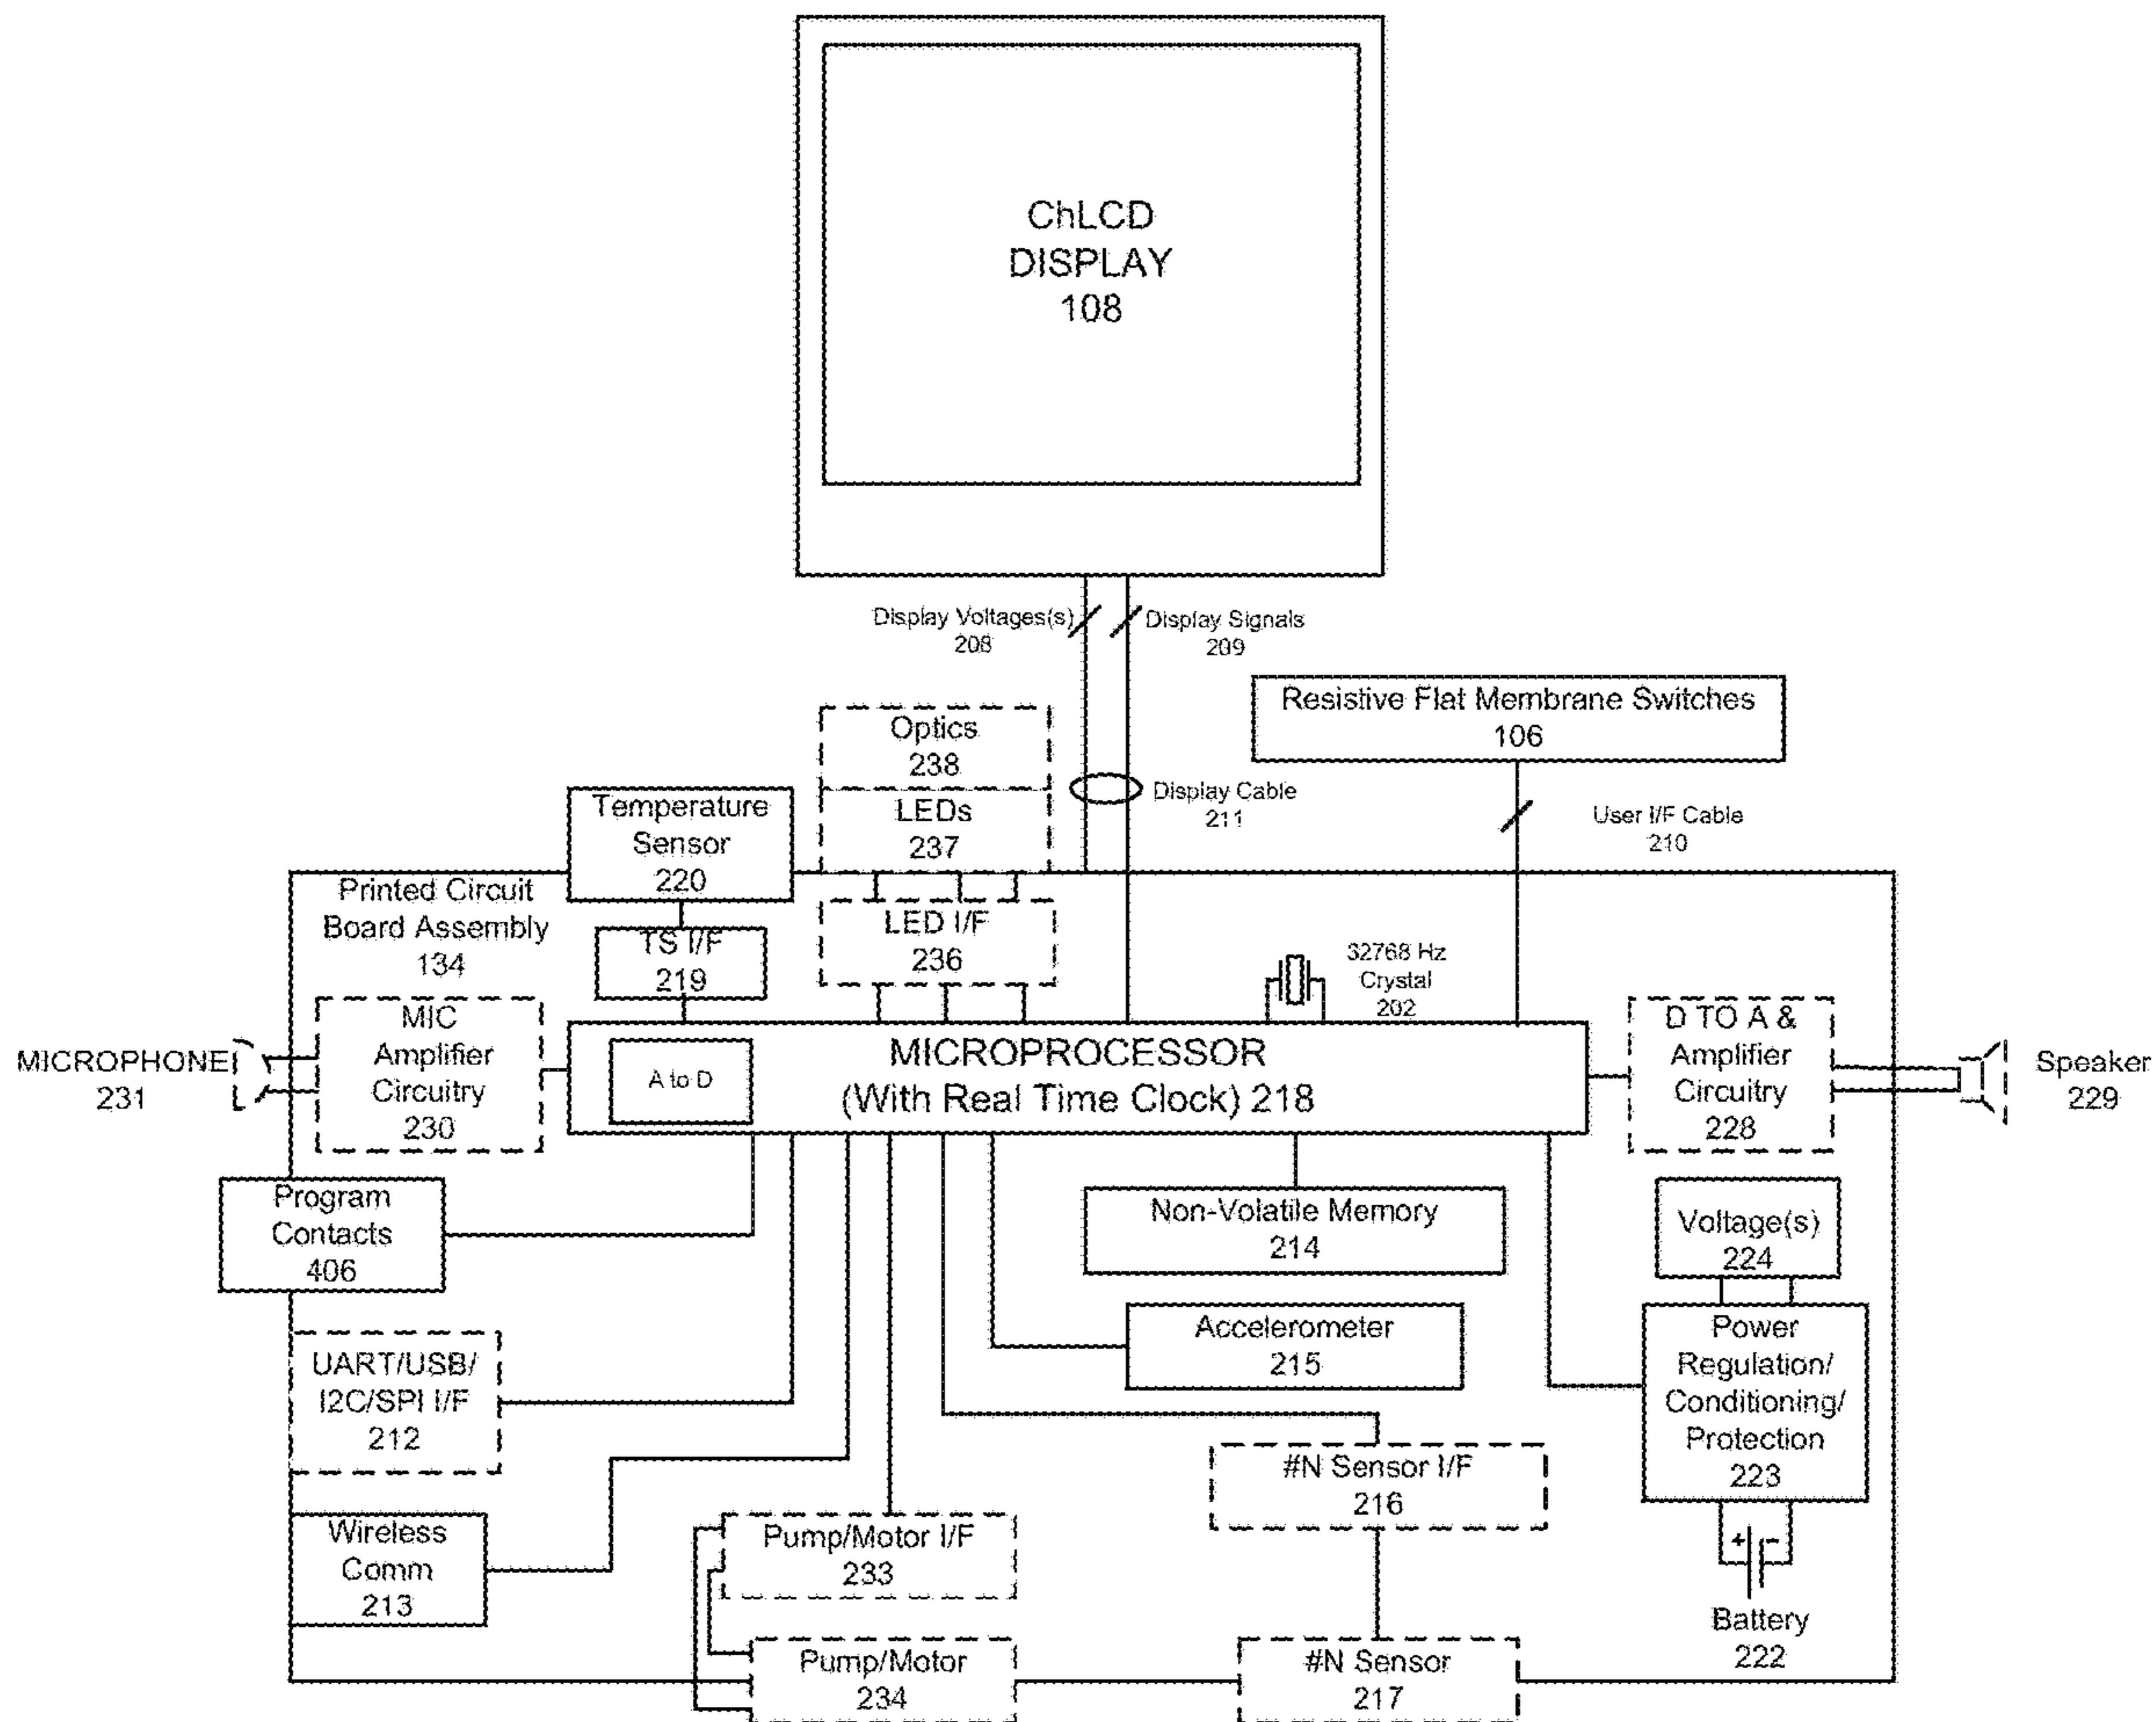 ChLCD
DISPLAY
108
Display Voltages(s)
208
Display Signals
209
Resistive Flat Membrane Switches
106
Optics
238
LEDs
237
Display Cable
211
User I/F Cable
210
Temperature
Sensor
220
Printed Circuit
Board Assembly
134
TS I/F
219
LED I/F
236
32768 Hz
Crystal
202
MICROPHONE
231
MIC
Amplifier
Circuitry
230
A to D
MICROPROCESSOR
(With Real Time Clock) 218
D TO A &
Amplifier
Circuitry
228
Speaker
229
Program
Contacts
406
Non-Volatile Memory
214
Voltage(s)
224
Accelerometer
215
Power
Regulation/
Conditioning/
Protection
223
UART/USB/
I2C/SPI I/F
212
#N Sensor I/F
216
Wireless
Comm
213
Pump/Motor I/F
233
+ -
Battery
222
Pump/Motor
234
#N Sensor
217